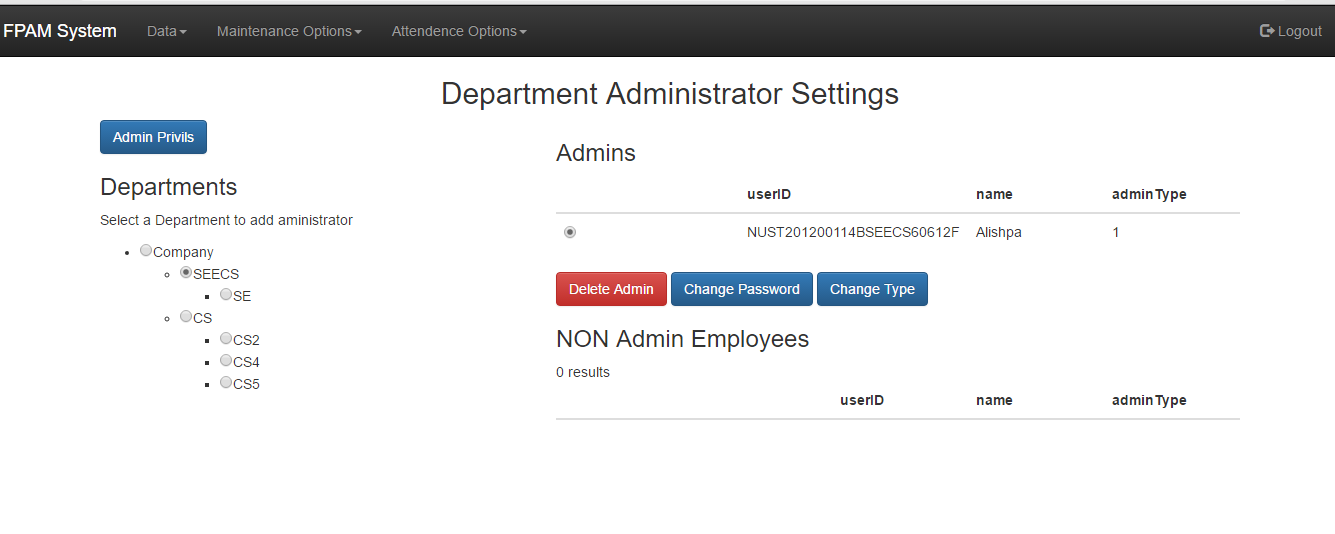 FPAM System Data Maintenance Options Attendence Options Logout
Department Administrator Settings
Admin Privils
Departments
Select a Department to add aministrator
Company
SEECS
SE
CS
CS2
CS4
CS5
Admins
userID name adminType
NUST201200114BSEECS60612F Alishpa 1
Delete Admin Change Password Change Type
NON Admin Employees
0 results
userID name adminType